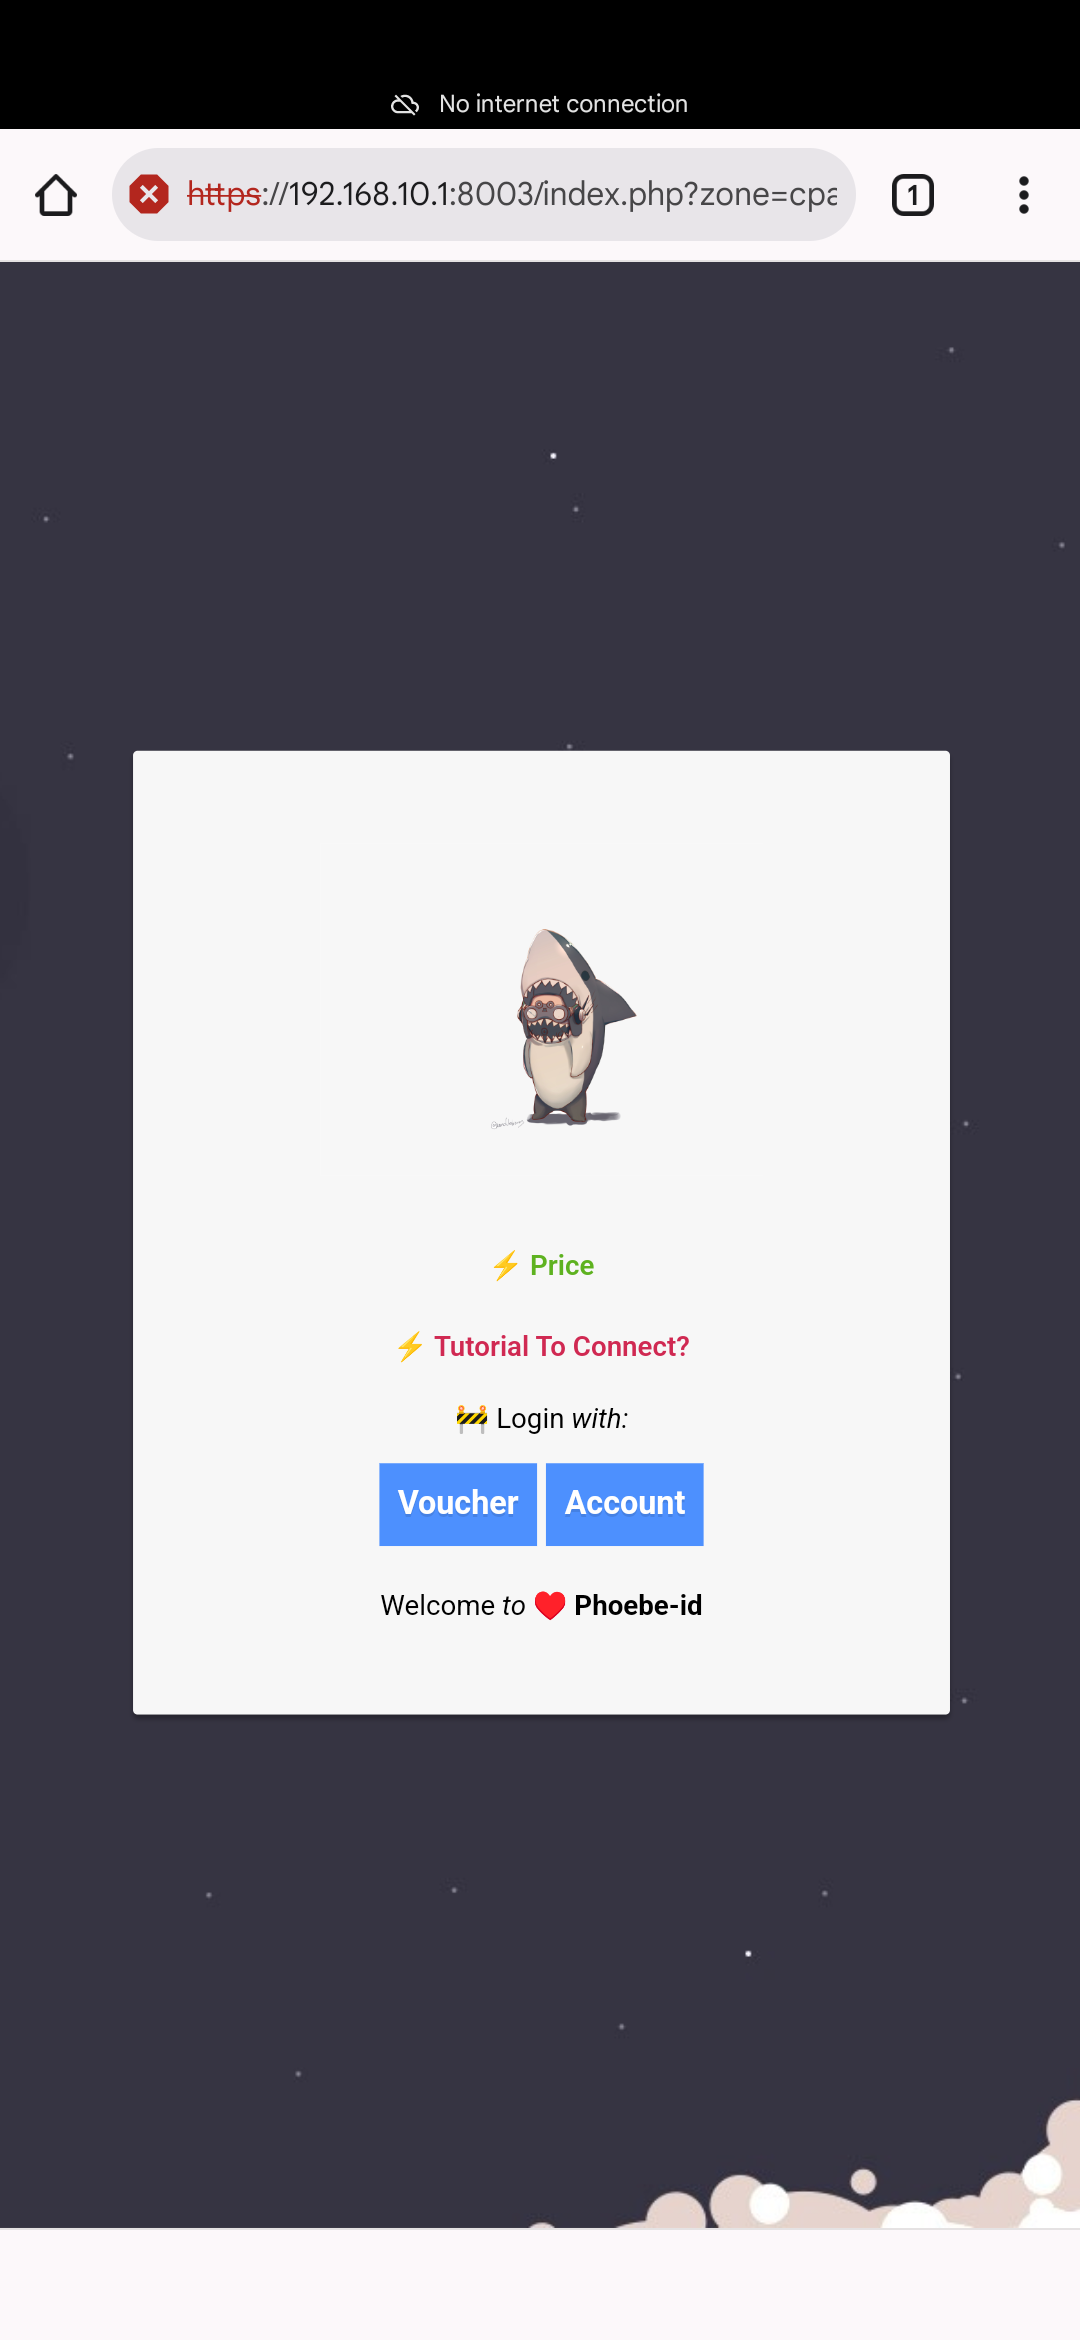 No internet connection
https://192.168.10.1:8003/index.php?zone=cpa
1
⚡ Price
⚡ Tutorial To Connect?
🚧 Login with:
Voucher Account
Welcome to ❤️ Phoebe-id